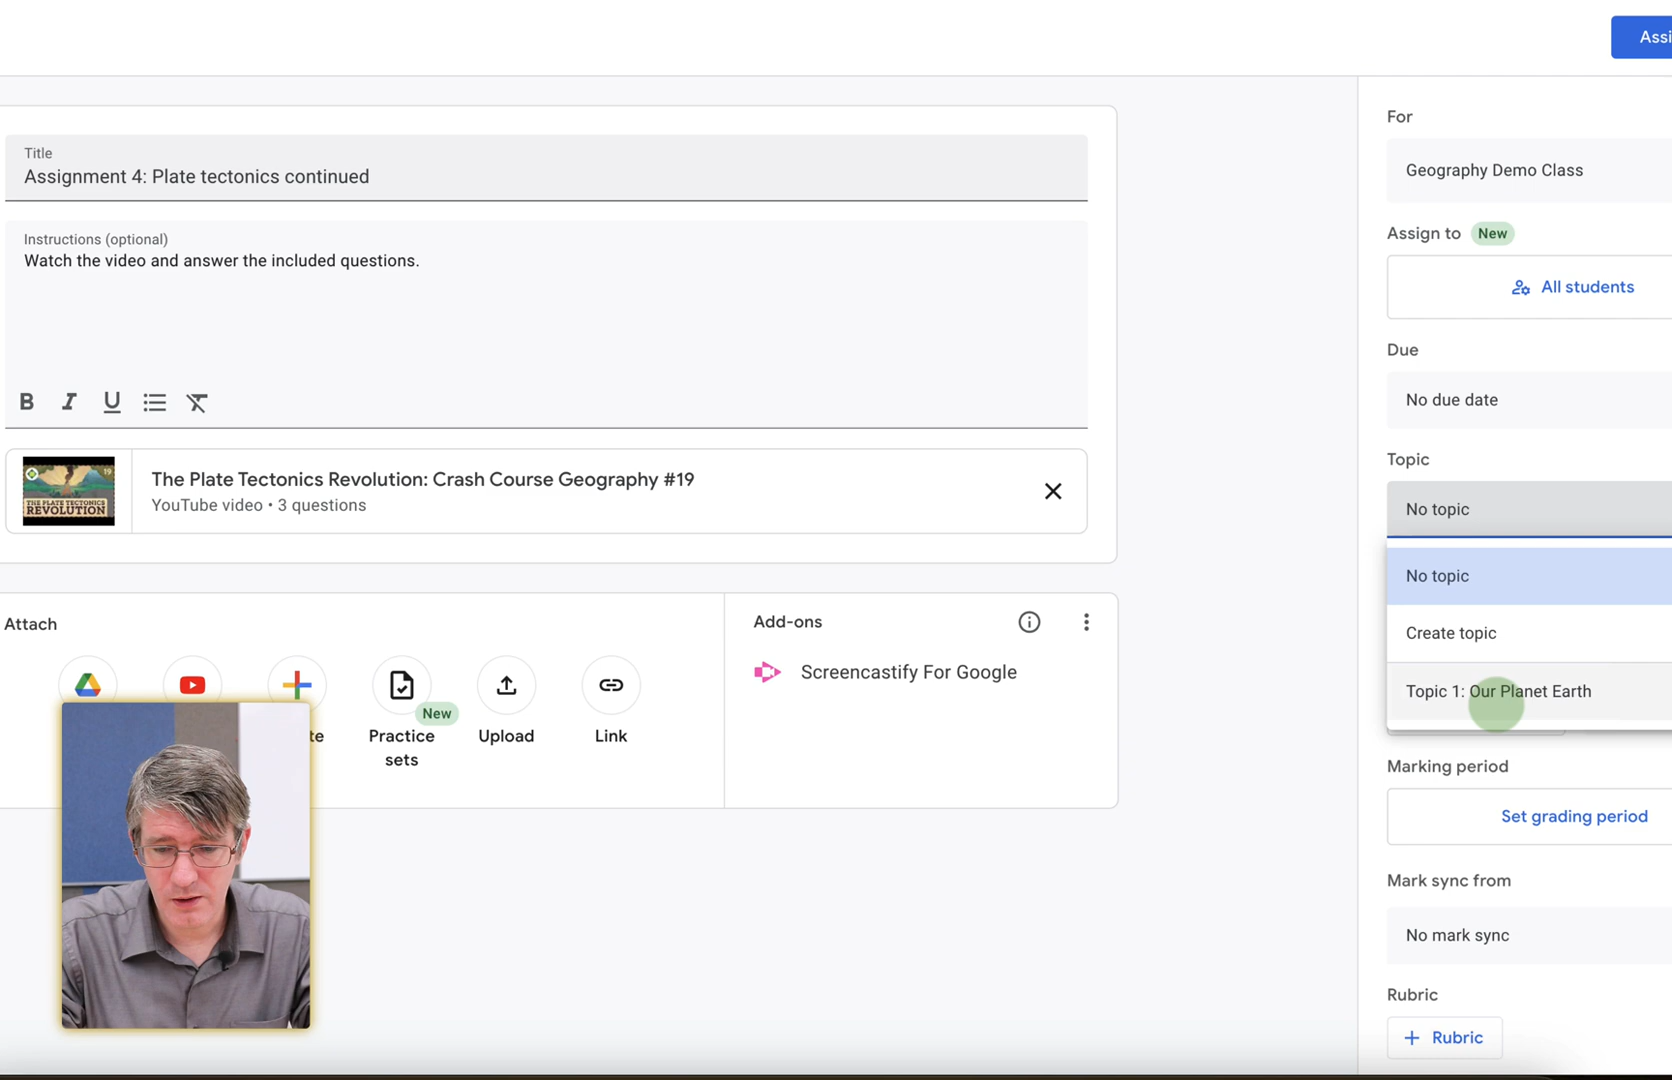 Assi
Title
Assignment 4: Plate tectonics continued
Instructions (optional)
Watch the video and answer the included questions.
B I U
19
THE PLATE TECTONICS
REVOLUTION
The Plate Tectonics Revolution: Crash Course Geography #19
YouTube video • 3 questions
Attach
te
New
Practice
sets
Upload
Link
Add-ons
Screencastify For Google
For
Geography Demo Class
Assign to New
All students
Due
No due date
Topic
No topic
No topic
Create topic
Topic 1: Our Planet Earth
Marking period
Set grading period
Mark sync from
No mark sync
Rubric
+ Rubric